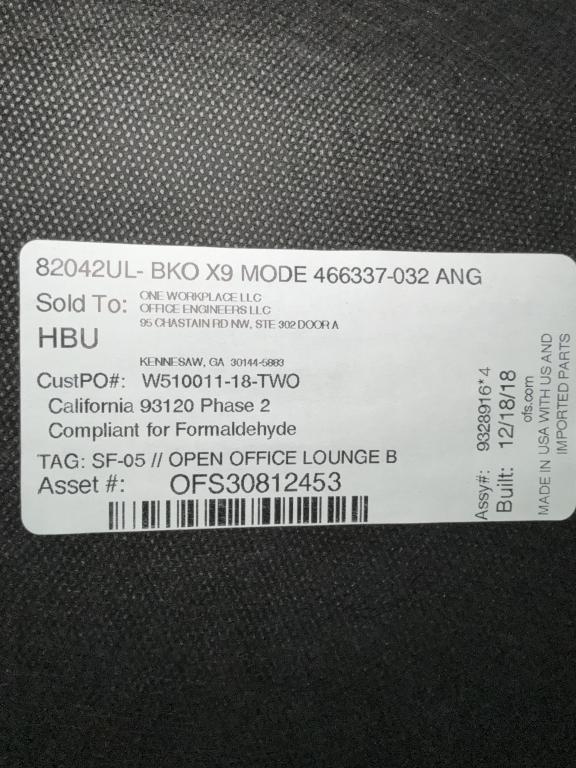 82042UL- BKO X9 MODE 466337-032 ANG
Sold To: ONE WORKPLACE LLC
OFFICE ENGINEERS LLC
95 CHASTAIN RD NW, STE 302 DOOR A
HBU
KENNESAW, GA 30144-5883
CustPO#: W510011-18-TWO
California 93120 Phase 2
Compliant for Formaldehyde
TAG: SF-05 // OPEN OFFICE LOUNGE B
Asset #: OFS30812453
Assy#: 9328916*4
Built: 12/18/18
ofs.com
MADE IN USA WITH US AND
IMPORTED PARTS